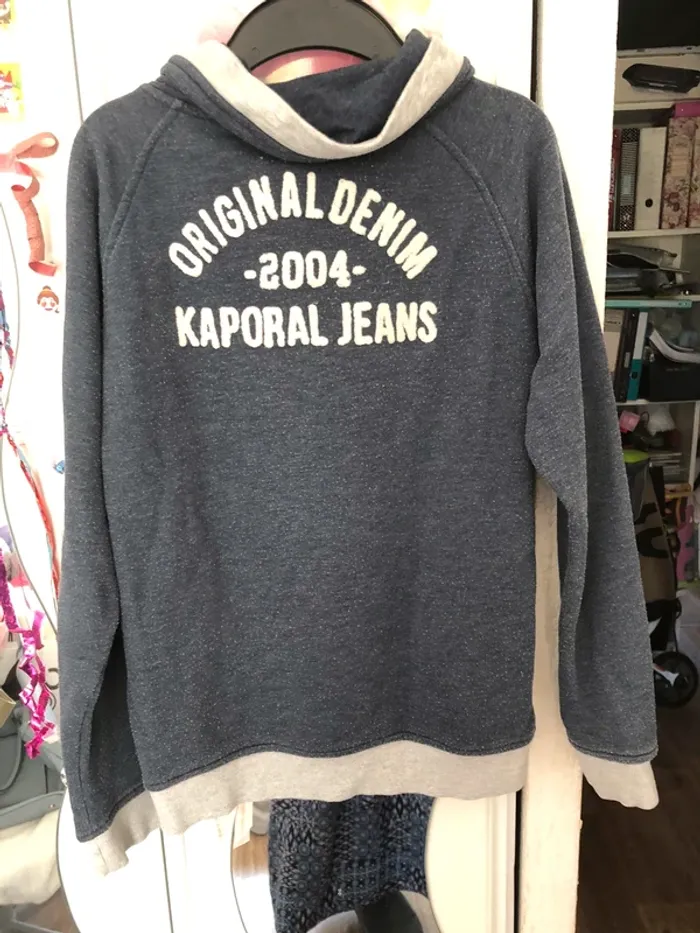 ORIGINAL DENIM
-2004-
KAPORAL JEANS